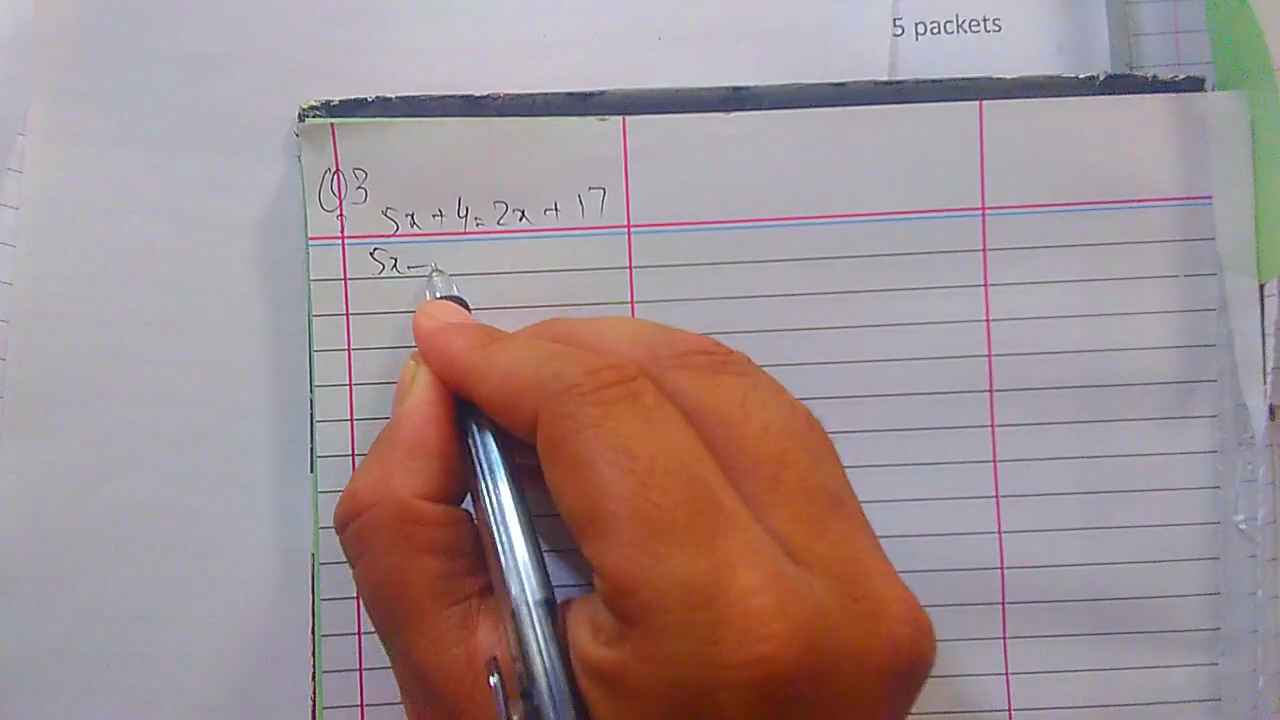 5 packets
Q3
5x + 4 = 2x + 17
5x -